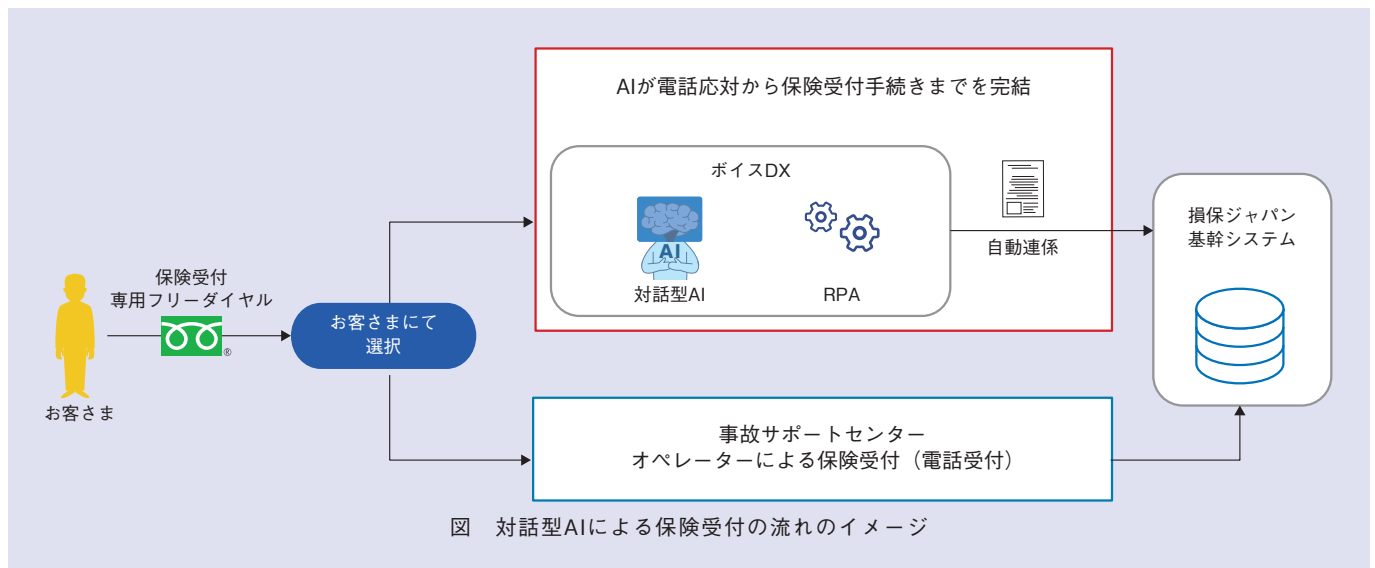 AIが電話応対から保険受付手続きまでを完結
ボイスDX
AI
対話型AI
RPA
自動連係
損保ジャパン
基幹システム
保険受付
専用フリーダイヤル
®
お客さま
お客さまにて
選択
事故サポートセンター
オペレーターによる保険受付（電話受付）
図　対話型AIによる保険受付の流れのイメージ